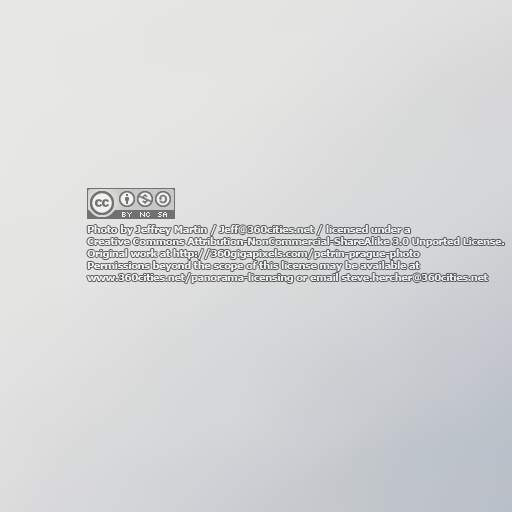 cc BY NC SA
Photo by Jeffrey Martin / Jeff@360cities.net / licensed under a
Creative Commons Attribution-NonCommercial-ShareAlike 3.0 Unported License.
Original work at http://360gigapixels.com/petrin-prague-photo
Permissions beyond the scope of this license may be available at
www.360cities.net/panorama-licensing or email steve.hercher@360cities.net